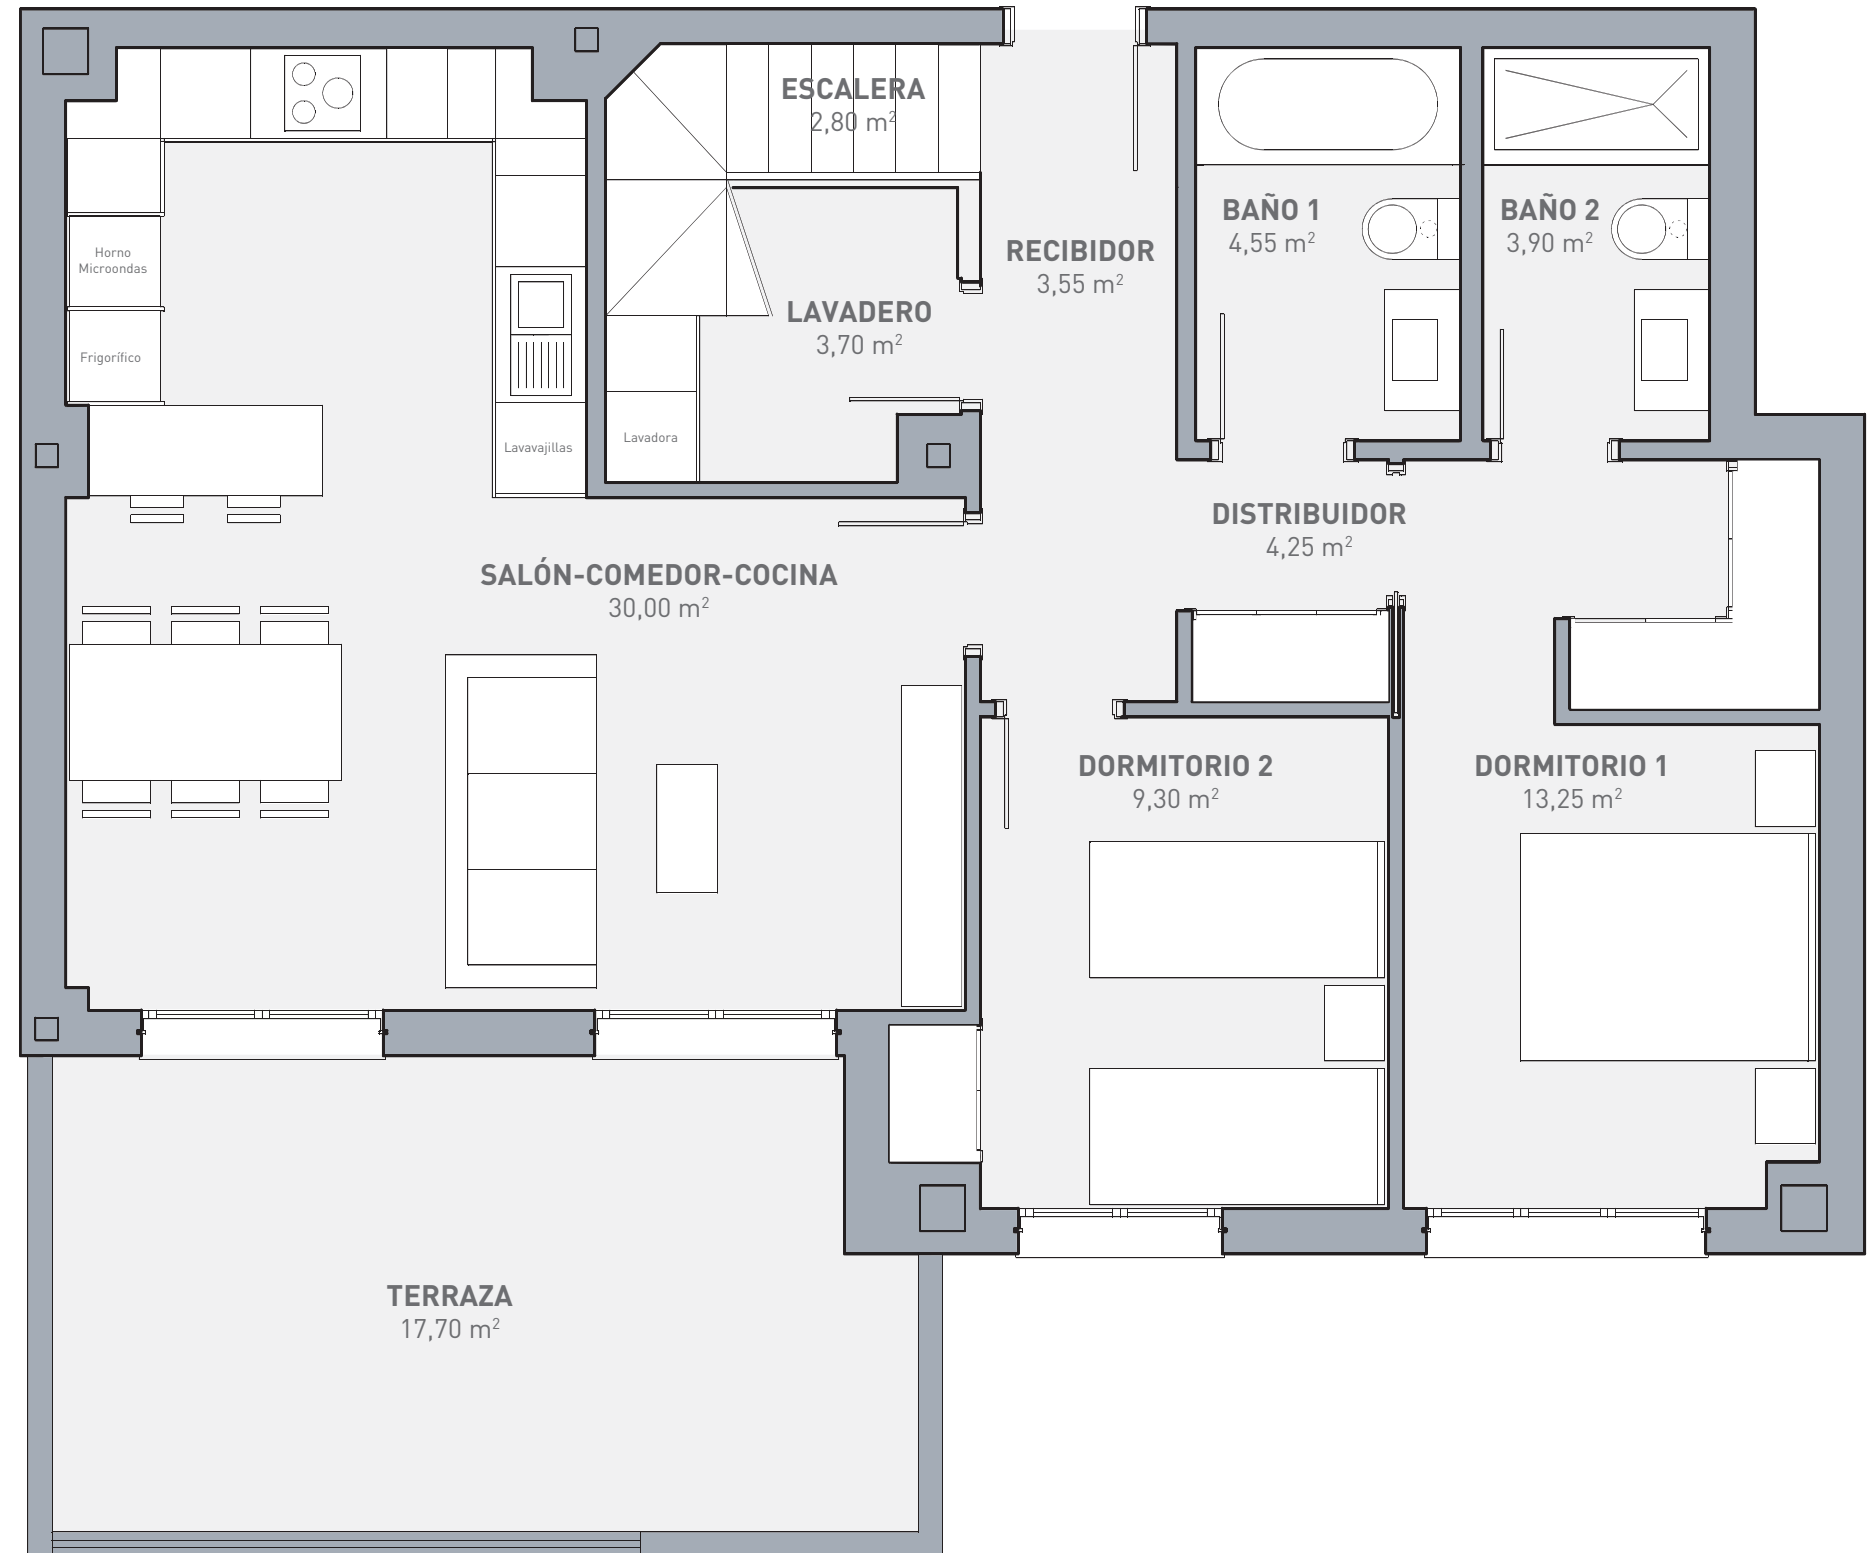 ESCALERA
2,80 m²
BAÑO 1
4,55 m²
BAÑO 2
3,90 m²
RECIBIDOR
3,55 m²
Horno
Microondas
LAVADERO
3,70 m²
Frigorífico
Lavavajillas
Lavadora
DISTRIBUIDOR
4,25 m²
SALÓN-COMEDOR-COCINA
30,00 m²
DORMITORIO 2
9,30 m²
DORMITORIO 1
13,25 m²
TERRAZA
17,70 m²